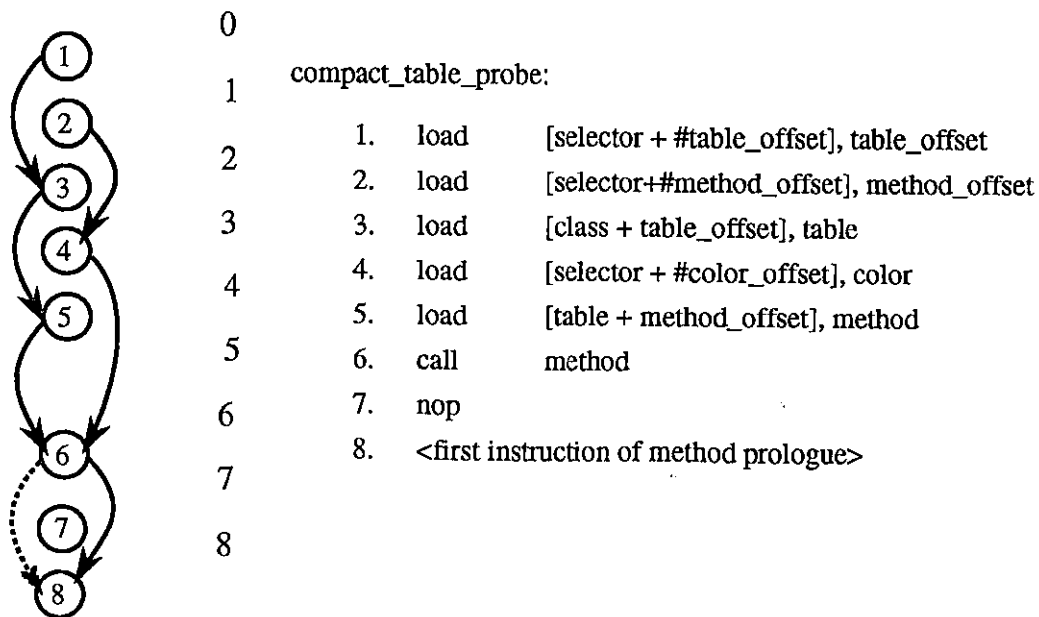 0
1
2
3
4
5
6
7
8
1
2
3
4
5
6
7
8
compact_table_probe:
1. load [selector + #table_offset], table_offset
2. load [selector+#method_offset], method_offset
3. load [class + table_offset], table
4. load [selector + #color_offset], color
5. load [table + method_offset], method
6. call method
7. nop
8. <first instruction of method prologue>